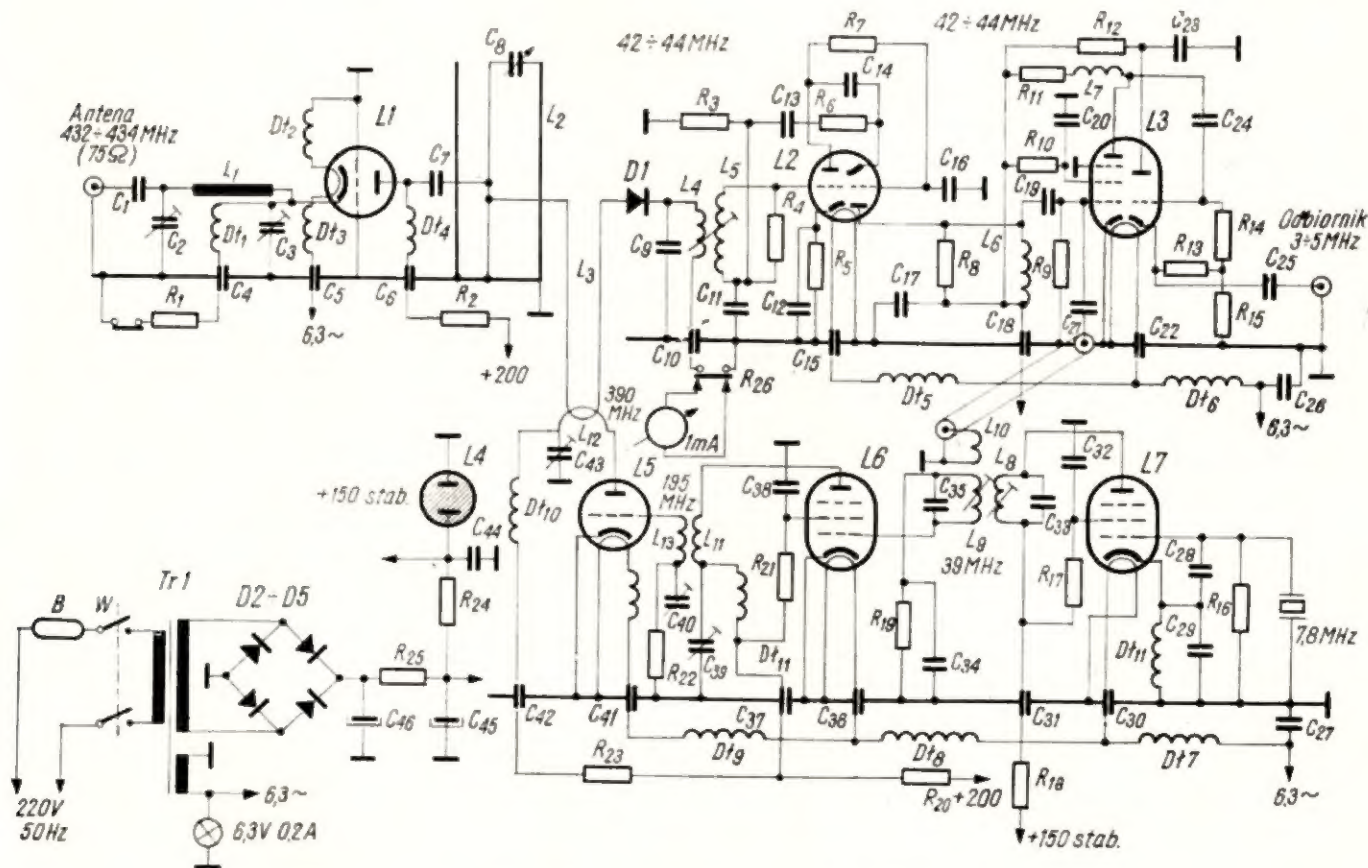 42÷44MHz
42÷44MHz
R7
R12
C23
C8
C14
R11
L7
Antena
432÷434MHz
(75Ω)
Dt2
L1
L2
R3
C13
R6
C20
L3
C24
C7
D1
L4
L5
L2
C16
R10
C19
C1
L1
C2
Dt1
C3
Dt3
Dt4
L3
C9
R4
R5
L6
R8
R9
R13
R14
Odbiornik
3÷5MHz
C25
C4
C5
C6
C11
C12
C17
R15
R1
R2
6,3~
+200
C10
C15
C18
C21
C22
R26
390
MHz
1mA
Dt5
Dt6
C26
6,3~
L4
L12
C43
L5
195
MHz
L6
L10
L8
C32
L7
+150 stab.
Dt10
C38
C35
C33
C44
L13
L11
R21
L9
39MHz
R17
C28
R16
7,8MHz
Tr1
D2÷D5
R24
C40
R19
C29
B
W
R22
C39
Dt11
C34
Dt11
R25
C46
C45
C42
C41
C37
C36
C31
C30
C27
Dt9
Dt8
Dt7
R23
R20
+200
R18
6,3~
220V
50Hz
6,3~
6,3V 0,2A
+150 stab.